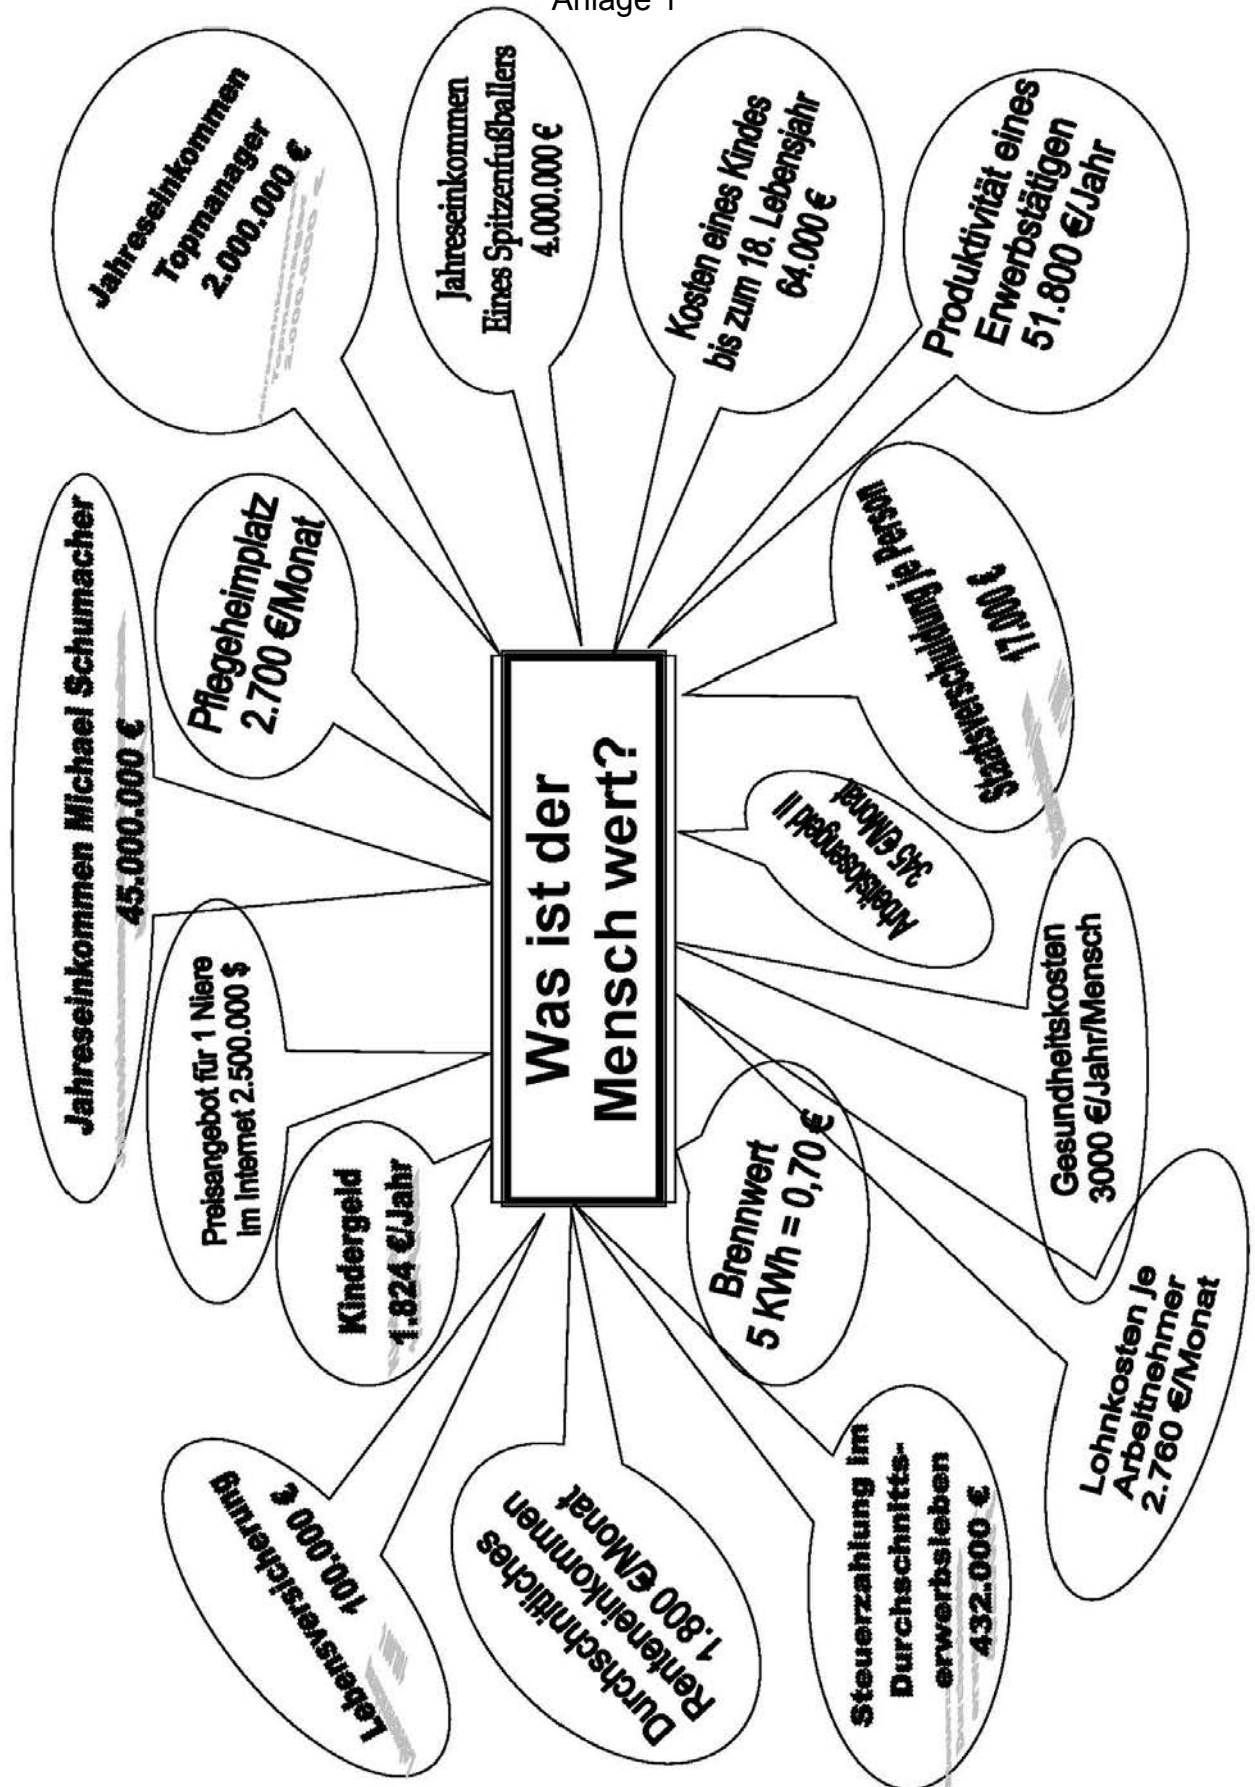 Anlage 1
Jahreseinkommen
Topmanager
2.000.000 €
Jahreseinkommen
Eines Spitzenfußballers
4.000.000 €
Kosten eines Kindes
bis zum 18. Lebensjahr
64.000 €
Produktivität eines
Erwerbstätigen
51.800 €/Jahr
Jahreseinkommen Michael Schumacher
45.000.000 €
Pflegeheimplatz
2.700 €/Monat
Staatsverschuldung je Person
17.000 €
Was ist der
Mensch wert?
Arbeitslosengeld II
345 €/Monat
Preisangebot für 1 Niere
Im Internet 2.500.000 $
Gesundheitskosten
3000 €/Jahr/Mensch
Kindergeld
1.824 €/Jahr
Brennwert
5 KWh = 0,70 €
Lohnkosten je
Arbeitnehmer
2.760 €/Monat
Lebensversicherung
100.000 €
Durchschnittliches
Renteneinkommen
1.800 €/Monat
Steuerzahlung im
Durchschnitts-
erwerbsleben
432.000 €